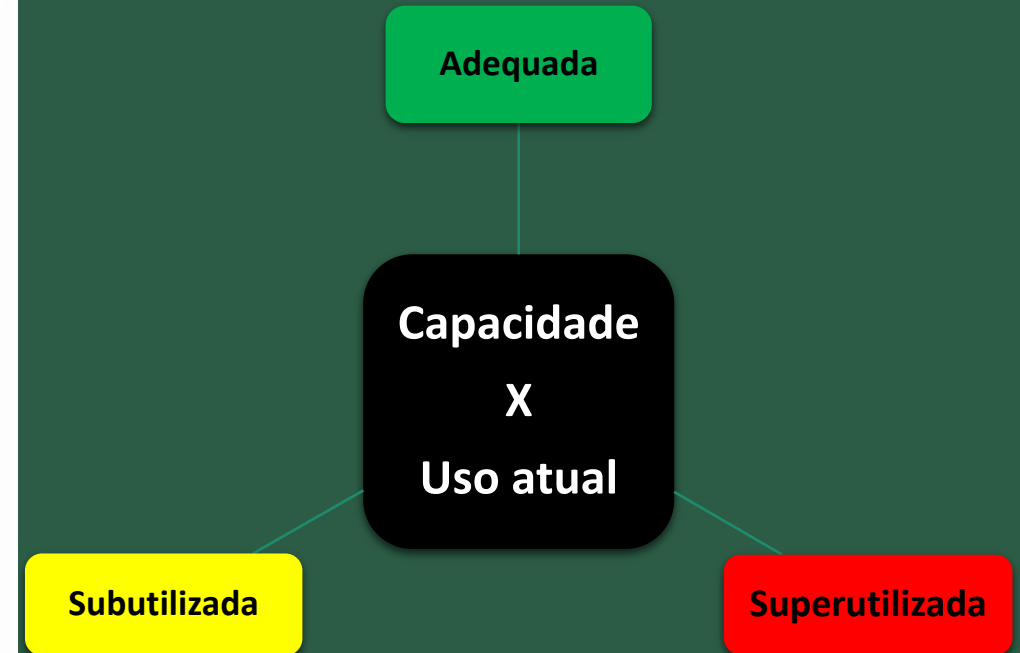 Adequada
Capacidade
X
Uso atual
Subutilizada
Superutilizada